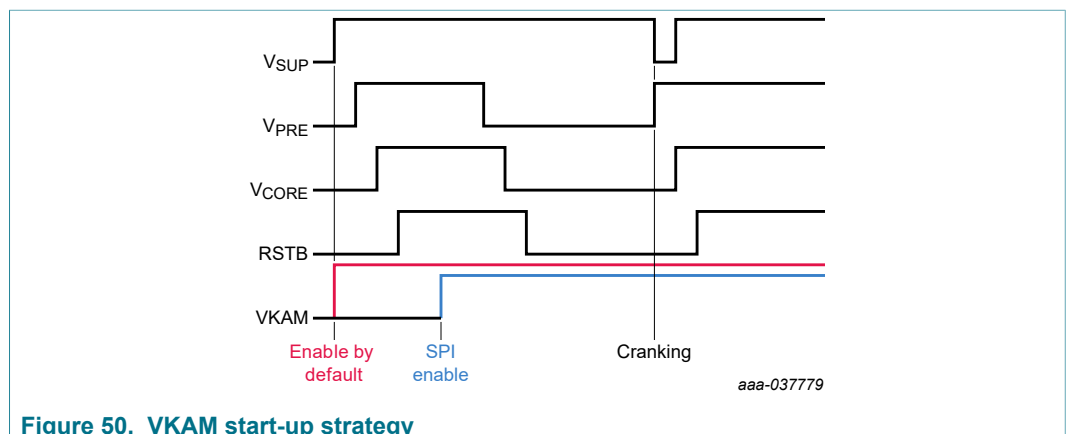 VSUP
VPRE
VCORE
RSTB
VKAM
Enable by
default
SPI
enable
Cranking
aaa-037779
Figure 50. VKAM start-up strategy